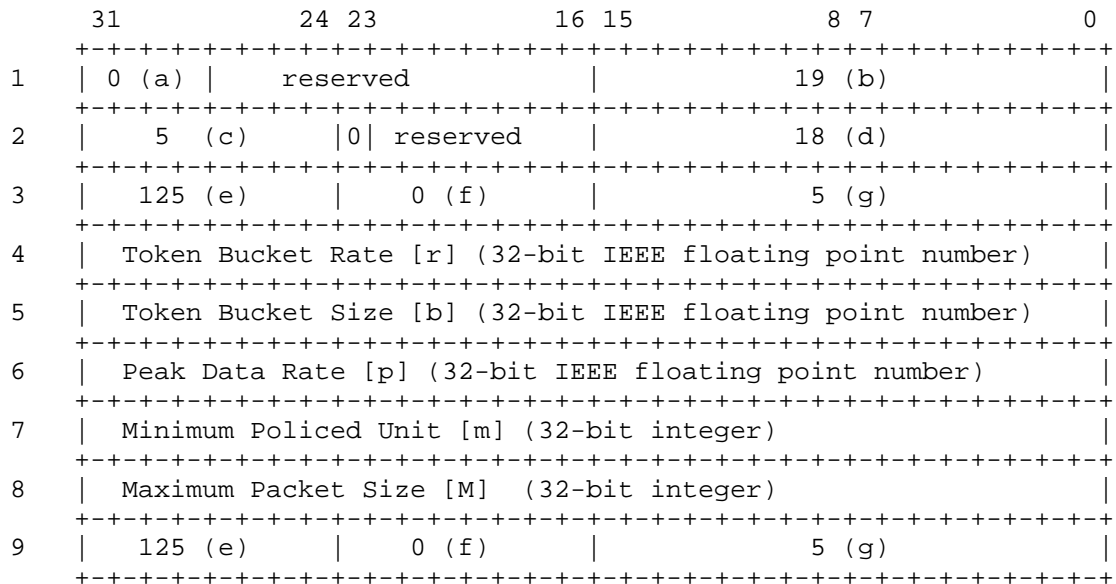 31 24 23 16 15 8 7 0
+-+-+-+-+-+-+-+-+-+-+-+-+-+-+-+-+-+-+-+-+-+-+-+-+-+-+-+-+-+-+-+-+
1 | 0 (a) | reserved | 19 (b) |
+-+-+-+-+-+-+-+-+-+-+-+-+-+-+-+-+-+-+-+-+-+-+-+-+-+-+-+-+-+-+-+-+
2 | 5 (c) |0| reserved | 18 (d) |
+-+-+-+-+-+-+-+-+-+-+-+-+-+-+-+-+-+-+-+-+-+-+-+-+-+-+-+-+-+-+-+-+
3 | 125 (e) | 0 (f) | 5 (g) |
+-+-+-+-+-+-+-+-+-+-+-+-+-+-+-+-+-+-+-+-+-+-+-+-+-+-+-+-+-+-+-+-+
4 | Token Bucket Rate [r] (32-bit IEEE floating point number) |
+-+-+-+-+-+-+-+-+-+-+-+-+-+-+-+-+-+-+-+-+-+-+-+-+-+-+-+-+-+-+-+-+
5 | Token Bucket Size [b] (32-bit IEEE floating point number) |
+-+-+-+-+-+-+-+-+-+-+-+-+-+-+-+-+-+-+-+-+-+-+-+-+-+-+-+-+-+-+-+-+
6 | Peak Data Rate [p] (32-bit IEEE floating point number) |
+-+-+-+-+-+-+-+-+-+-+-+-+-+-+-+-+-+-+-+-+-+-+-+-+-+-+-+-+-+-+-+-+
7 | Minimum Policed Unit [m] (32-bit integer) |
+-+-+-+-+-+-+-+-+-+-+-+-+-+-+-+-+-+-+-+-+-+-+-+-+-+-+-+-+-+-+-+-+
8 | Maximum Packet Size [M] (32-bit integer) |
+-+-+-+-+-+-+-+-+-+-+-+-+-+-+-+-+-+-+-+-+-+-+-+-+-+-+-+-+-+-+-+-+
9 | 125 (e) | 0 (f) | 5 (g) |
+-+-+-+-+-+-+-+-+-+-+-+-+-+-+-+-+-+-+-+-+-+-+-+-+-+-+-+-+-+-+-+-+